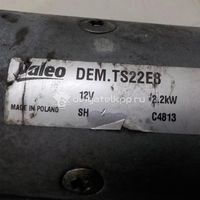 Valeo DEM.TS22E8
12V 2.2kW
MADE IN POLAND SH C4813